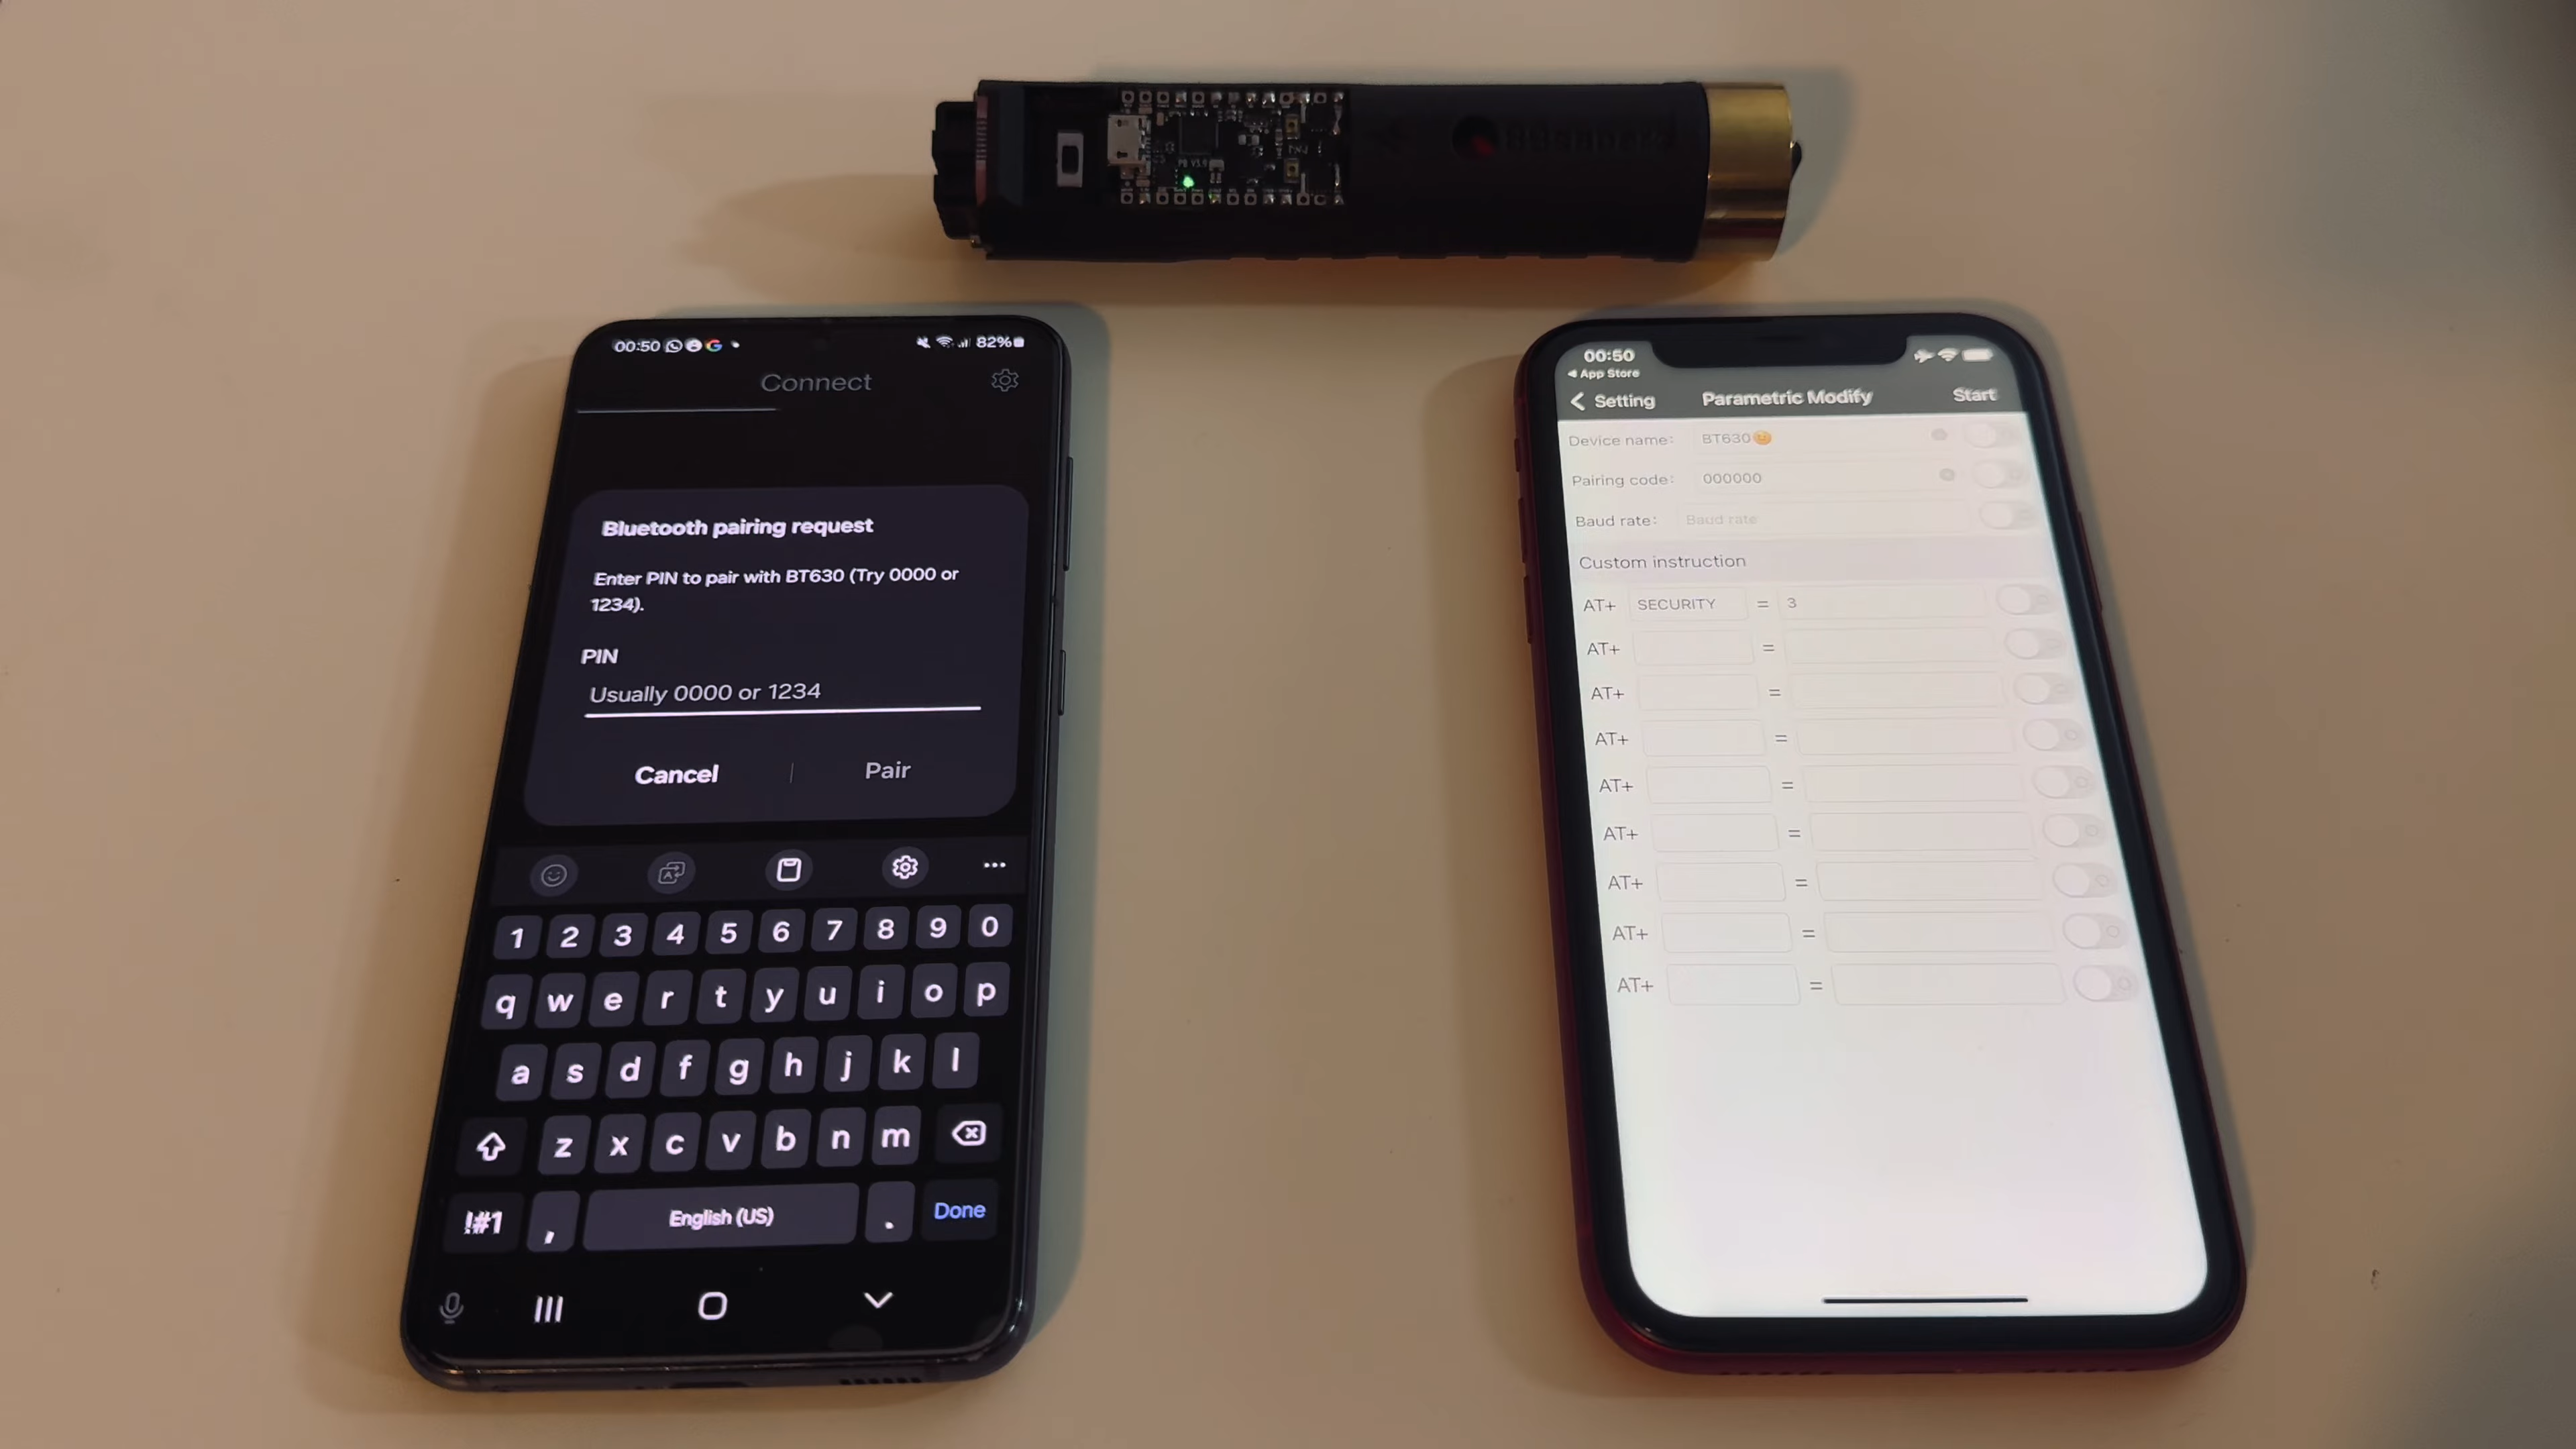 00:50
82%
Connect
Bluetooth pairing request
Enter PIN to pair with BT630 (Try 0000 or
1234).
PIN
Usually 0000 or 1234
Cancel | Pair
1 2 3 4 5 6 7 8 9 0
q w e r t y u i o p
a s d f g h j k l
z x c v b n m
!#1 , English (US) . Done
00:50
App Store
Setting Parametric Modify Start
Device name: BT630🙂
Pairing code: 000000
Baud rate: Baud rate
Custom instruction
AT+ SECURITY = 3
AT+ =
AT+ =
AT+ =
AT+ =
AT+ =
AT+ =
AT+ =
AT+ =